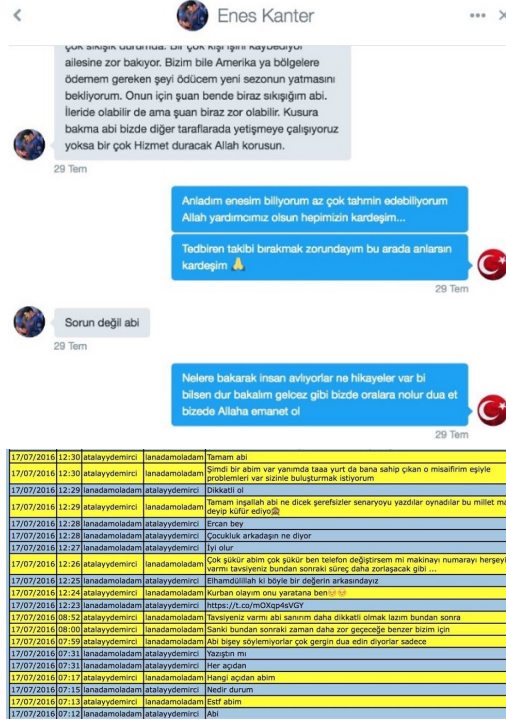 Enes Kanter
çok sıkışık durumda. Bir çok kişi işini kaybediyor
ailesine zor bakıyor. Bizim bile Amerika ya bölgelere
ödemem gereken şeyi ödücem yeni sezonun yatmasını
bekliyorum. Onun için şuan bende biraz sıkışığım abi.
İleride olabilir de ama şuan biraz zor olabilir. Kusura
bakma abi bizde diğer taraflarada yetişmeye çalışıyoruz
yoksa bir çok Hizmet duracak Allah korusun.
29 Tem
Anladım enesim biliyorum az çok tahmin edebiliyorum
Allah yardımcımız olsun hepimizin kardeşim...
Tedbiren takibi bırakmak zorundayım bu arada anlarsın
kardeşim 🙏
29 Tem
Sorun değil abi
29 Tem
Nelere bakarak insan avlıyorlar ne hikayeler var bi
bilsen dur bakalım gelcez gibi bizde oralara nolur dua et
bizede Allaha emanet ol
29 Tem
17/07/2016 12:30 atalayydemirci lanadamoladam Tamam abi
17/07/2016 12:30 atalayydemirci lanadamoladam Şimdi bir abim var yanımda taaa yurt da bana sahip çıkan o misaifirim eşiyle
problemleri var sizinle buluşturmak istiyorum
17/07/2016 12:29 lanadamoladam atalayydemirci Dikkatli ol
17/07/2016 12:29 atalayydemirci lanadamoladam Tamam inşallah abi ne dicek şerefsizler senaryoyu yazdılar oynadılar bu millet ma
deyip küfür ediyo🙈
17/07/2016 12:28 lanadamoladam atalayydemirci Ercan bey
17/07/2016 12:28 lanadamoladam atalayydemirci Çocukluk arkadaşın ne diyor
17/07/2016 12:27 lanadamoladam atalayydemirci İyi olur
17/07/2016 12:26 atalayydemirci lanadamoladam Çok şükür abim çok şükür ben telefon değiştirsem mi makinayı numarayı herşeyi
varmı tavsiyeniz bundan sonraki süreç daha zorlaşacak gibi ...
17/07/2016 12:25 lanadamoladam atalayydemirci Elhamdülillah ki böyle bir değerin arkasındayız
17/07/2016 12:24 atalayydemirci lanadamoladam Kurban olayım onu yaratana ben
17/07/2016 12:23 lanadamoladam atalayydemirci https://t.co/mOXqp4sVGY
17/07/2016 08:52 atalayydemirci lanadamoladam Tavsiyeniz varmı abi sanırım daha dikkatli olmak lazım bundan sonra
17/07/2016 08:00 atalayydemirci lanadamoladam Sanki bundan sonraki zaman daha zor geçeceğe benzer bizim için
17/07/2016 07:59 atalayydemirci lanadamoladam Abi bişey söylemiyorlar çok gergin dua edin diyorlar sadece
17/07/2016 07:31 lanadamoladam atalayydemirci Yazıştın mı
17/07/2016 07:31 lanadamoladam atalayydemirci Her açıdan
17/07/2016 07:17 atalayydemirci lanadamoladam Hangi açıdan abim
17/07/2016 07:15 lanadamoladam atalayydemirci Nedir durum
17/07/2016 07:13 atalayydemirci lanadamoladam Estf abim
17/07/2016 07:12 lanadamoladam atalayydemirci Abi